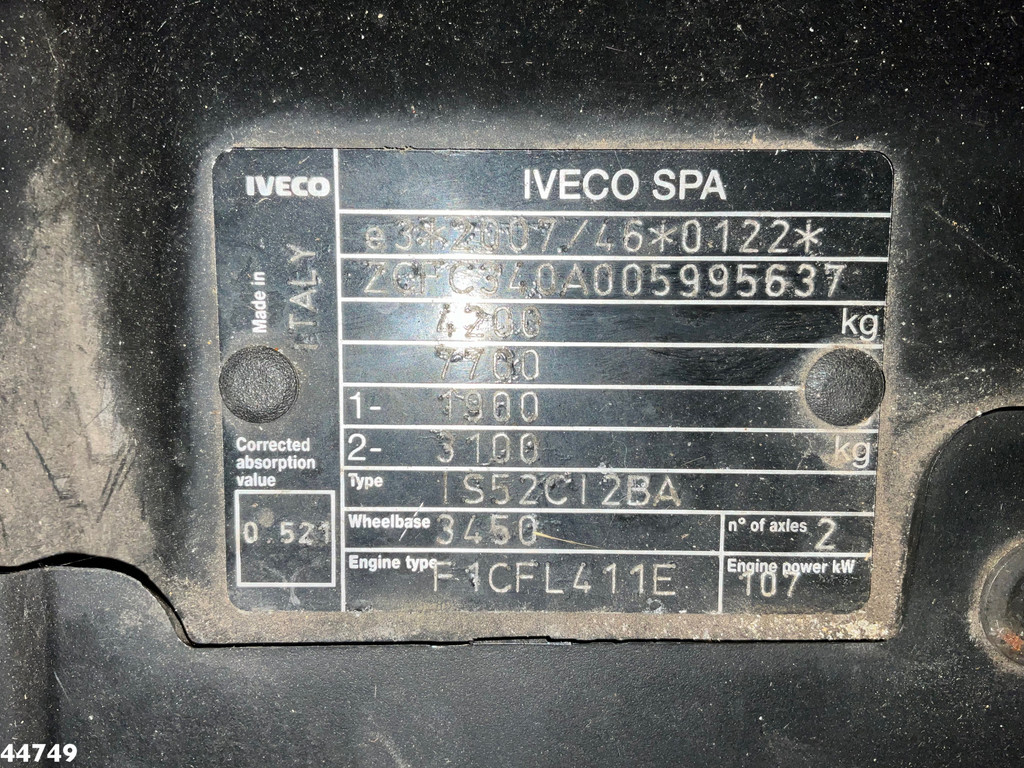 IVECO
IVECO SPA
Made in ITALY
e3*2007/46*0122*
ZCFC340A005995637
4200 kg
7700
1- 1900
2- 3100 kg
Corrected
absorption
value
0.521
Type IS52CI2BA
Wheelbase 3450
n° of axles 2
Engine type F1CFL411E
Engine power kW
107
44749